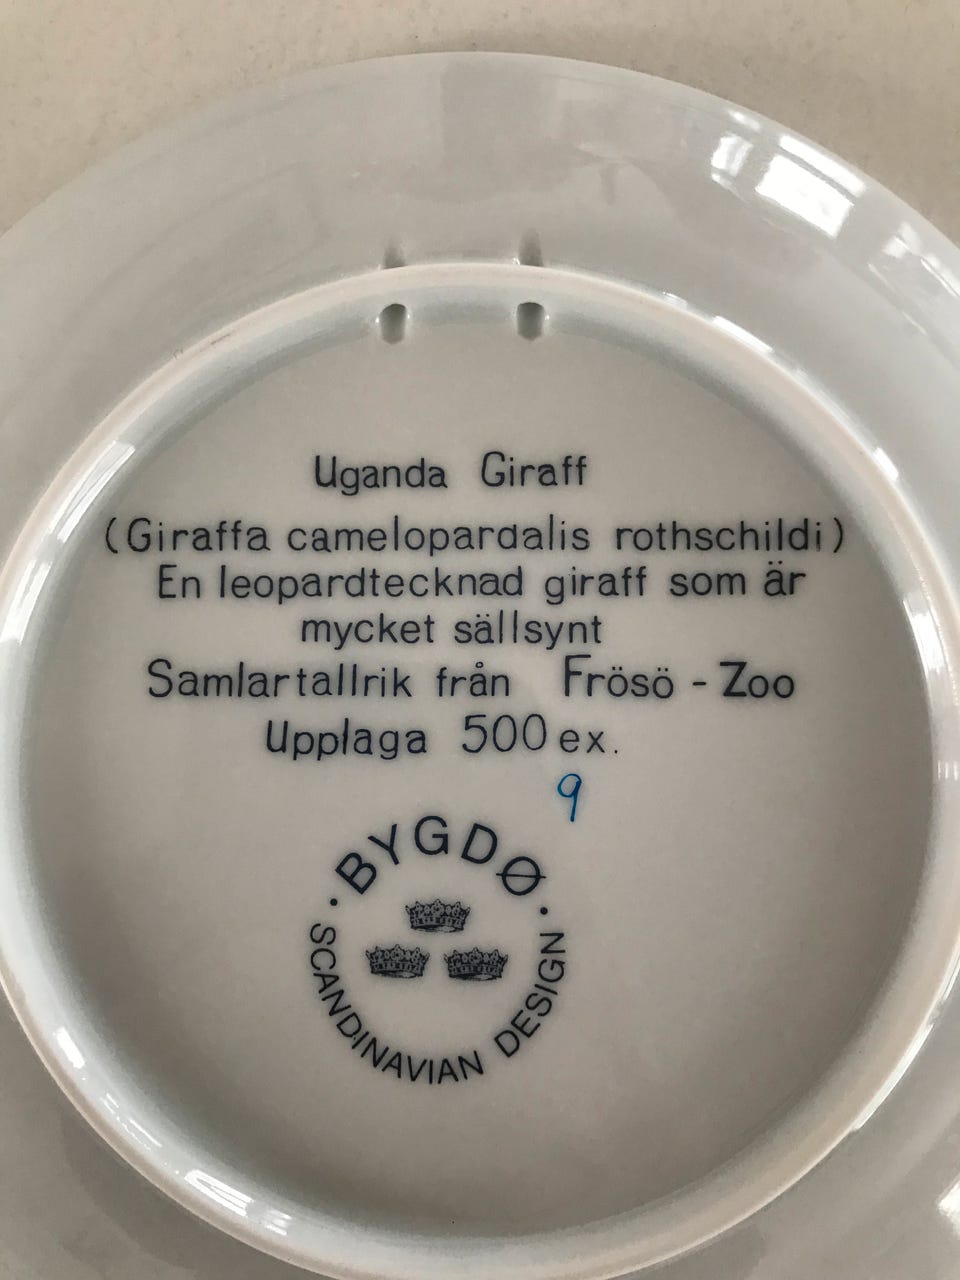 Uganda Giraff
(Giraffa camelopardalis rothschildi)
En leopardtecknad giraff som är
mycket sällsynt
Samlartallrik från Frösö - Zoo
Upplaga 500 ex.
9
· BYGDØ ·
SCANDINAVIAN DESIGN